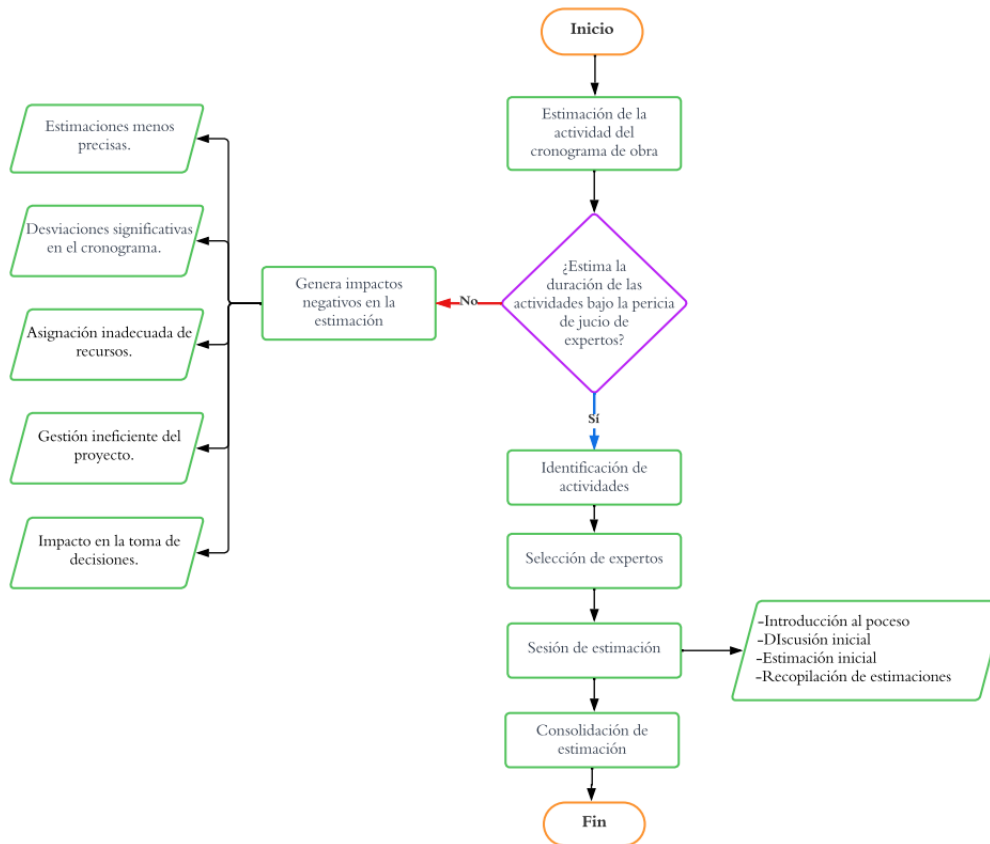 Inicio
Estimación de la
actividad del
cronograma de obra
¿Estima la
duración de las
actividades bajo la pericia
de jucio de
expertos?
No
Genera impactos
negativos en la
estimación
Estimaciones menos
precisas.
Desviaciones significativas
en el cronograma.
Asignación inadecuada de
recursos.
Gestión ineficiente del
proyecto.
Impacto en la toma de
decisiones.
Sí
Identificación de
actividades
Selección de expertos
Sesión de estimación
-Introducción al poceso
-DIscusión inicial
-Estimación inicial
-Recopilación de estimaciones
Consolidación de
estimación
Fin